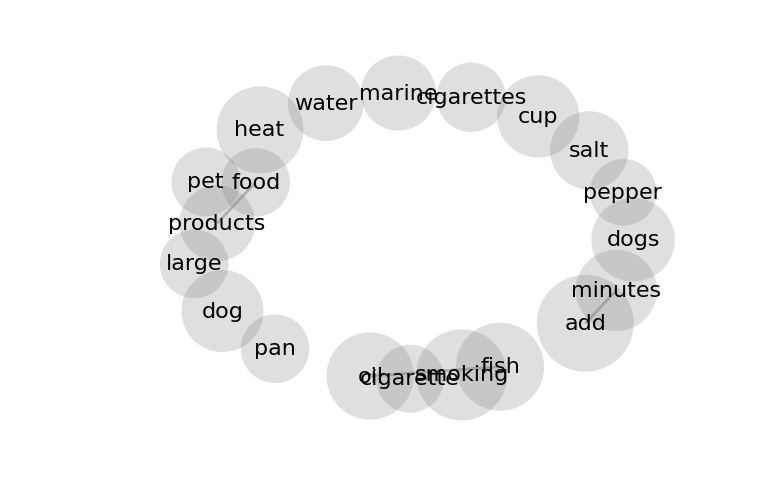 marine
cigarettes
water
cup
heat
salt
pet
food
pepper
products
dogs
large
minutes
dog
add
pan
fish
smoking
oil
cigarette